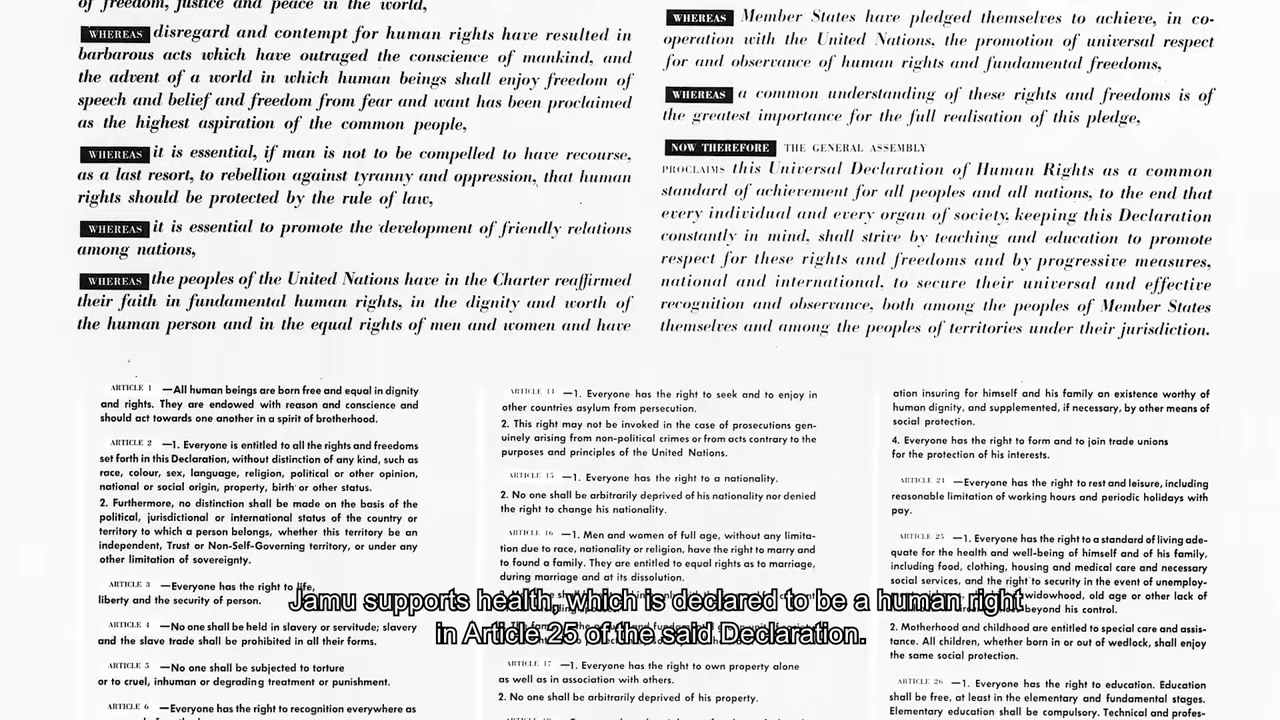 of freedom, justice and peace in the world,
WHEREAS disregard and contempt for human rights have resulted in
barbarous acts which have outraged the conscience of mankind, and
the advent of a world in which human beings shall enjoy freedom of
speech and belief and freedom from fear and want has been proclaimed
as the highest aspiration of the common people,
WHEREAS it is essential, if man is not to be compelled to have recourse,
as a last resort, to rebellion against tyranny and oppression, that human
rights should be protected by the rule of law,
WHEREAS it is essential to promote the development of friendly relations
among nations,
WHEREAS the peoples of the United Nations have in the Charter reaffirmed
their faith in fundamental human rights, in the dignity and worth of
the human person and in the equal rights of men and women and have
WHEREAS Member States have pledged themselves to achieve, in co-
operation with the United Nations, the promotion of universal respect
for and observance of human rights and fundamental freedoms,
WHEREAS a common understanding of these rights and freedoms is of
the greatest importance for the full realisation of this pledge,
NOW THEREFORE THE GENERAL ASSEMBLY
PROCLAIMS this Universal Declaration of Human Rights as a common
standard of achievement for all peoples and all nations, to the end that
every individual and every organ of society, keeping this Declaration
constantly in mind, shall strive by teaching and education to promote
respect for these rights and freedoms and by progressive measures,
national and international, to secure their universal and effective
recognition and observance, both among the peoples of Member States
themselves and among the peoples of territories under their jurisdiction.
ARTICLE 1 —All human beings are born free and equal in dignity
and rights. They are endowed with reason and conscience and
should act towards one another in a spirit of brotherhood.
ARTICLE 2 —1. Everyone is entitled to all the rights and freedoms
set forth in this Declaration, without distinction of any kind, such as
race, colour, sex, language, religion, political or other opinion,
national or social origin, property, birth or other status.
2. Furthermore, no distinction shall be made on the basis of the
political, jurisdictional or international status of the country or
territory to which a person belongs, whether this territory be an
independent, Trust or Non-Self-Governing territory, or under any
other limitation of sovereignty.
ARTICLE 3 —Everyone has the right to life,
liberty and the security of person.
ARTICLE 4 —No one shall be held in slavery or servitude; slavery
and the slave trade shall be prohibited in all their forms.
ARTICLE 5 —No one shall be subjected to torture
or to cruel, inhuman or degrading treatment or punishment.
ARTICLE 6 —Everyone has the right to recognition everywhere as
ARTICLE 14 —1. Everyone has the right to seek and to enjoy in
other countries asylum from persecution.
2. This right may not be invoked in the case of prosecutions gen-
uinely arising from non-political crimes or from acts contrary to the
purposes and principles of the United Nations.
ARTICLE 15 —1. Everyone has the right to a nationality.
2. No one shall be arbitrarily deprived of his nationality nor denied
the right to change his nationality.
ARTICLE 16 —1. Men and women of full age, without any limita-
tion due to race, nationality or religion, have the right to marry and
to found a family. They are entitled to equal rights as to marriage,
during marriage and at its dissolution.
ARTICLE 17 —1. Everyone has the right to own property alone
as well as in association with others.
2. No one shall be arbitrarily deprived of his property.
ation insuring for himself and his family an existence worthy of
human dignity, and supplemented, if necessary, by other means of
social protection.
4. Everyone has the right to form and to join trade unions
for the protection of his interests.
ARTICLE 24 —Everyone has the right to rest and leisure, including
reasonable limitation of working hours and periodic holidays with
pay.
ARTICLE 25 —1. Everyone has the right to a standard of living ade-
quate for the health and well-being of himself and of his family,
including food, clothing, housing and medical care and necessary
social services, and the right to security in the event of unemploy-
widowhood, old age or other lack of
beyond his control.
2. Motherhood and childhood are entitled to special care and assis-
tance. All children, whether born in or out of wedlock, shall enjoy
the same social protection.
ARTICLE 26 —1. Everyone has the right to education. Education
shall be free, at least in the elementary and fundamental stages.
Elementary education shall be compulsory. Technical and profes-
Jamu supports health, which is declared to be a human right
in Article 25 of the said Declaration.